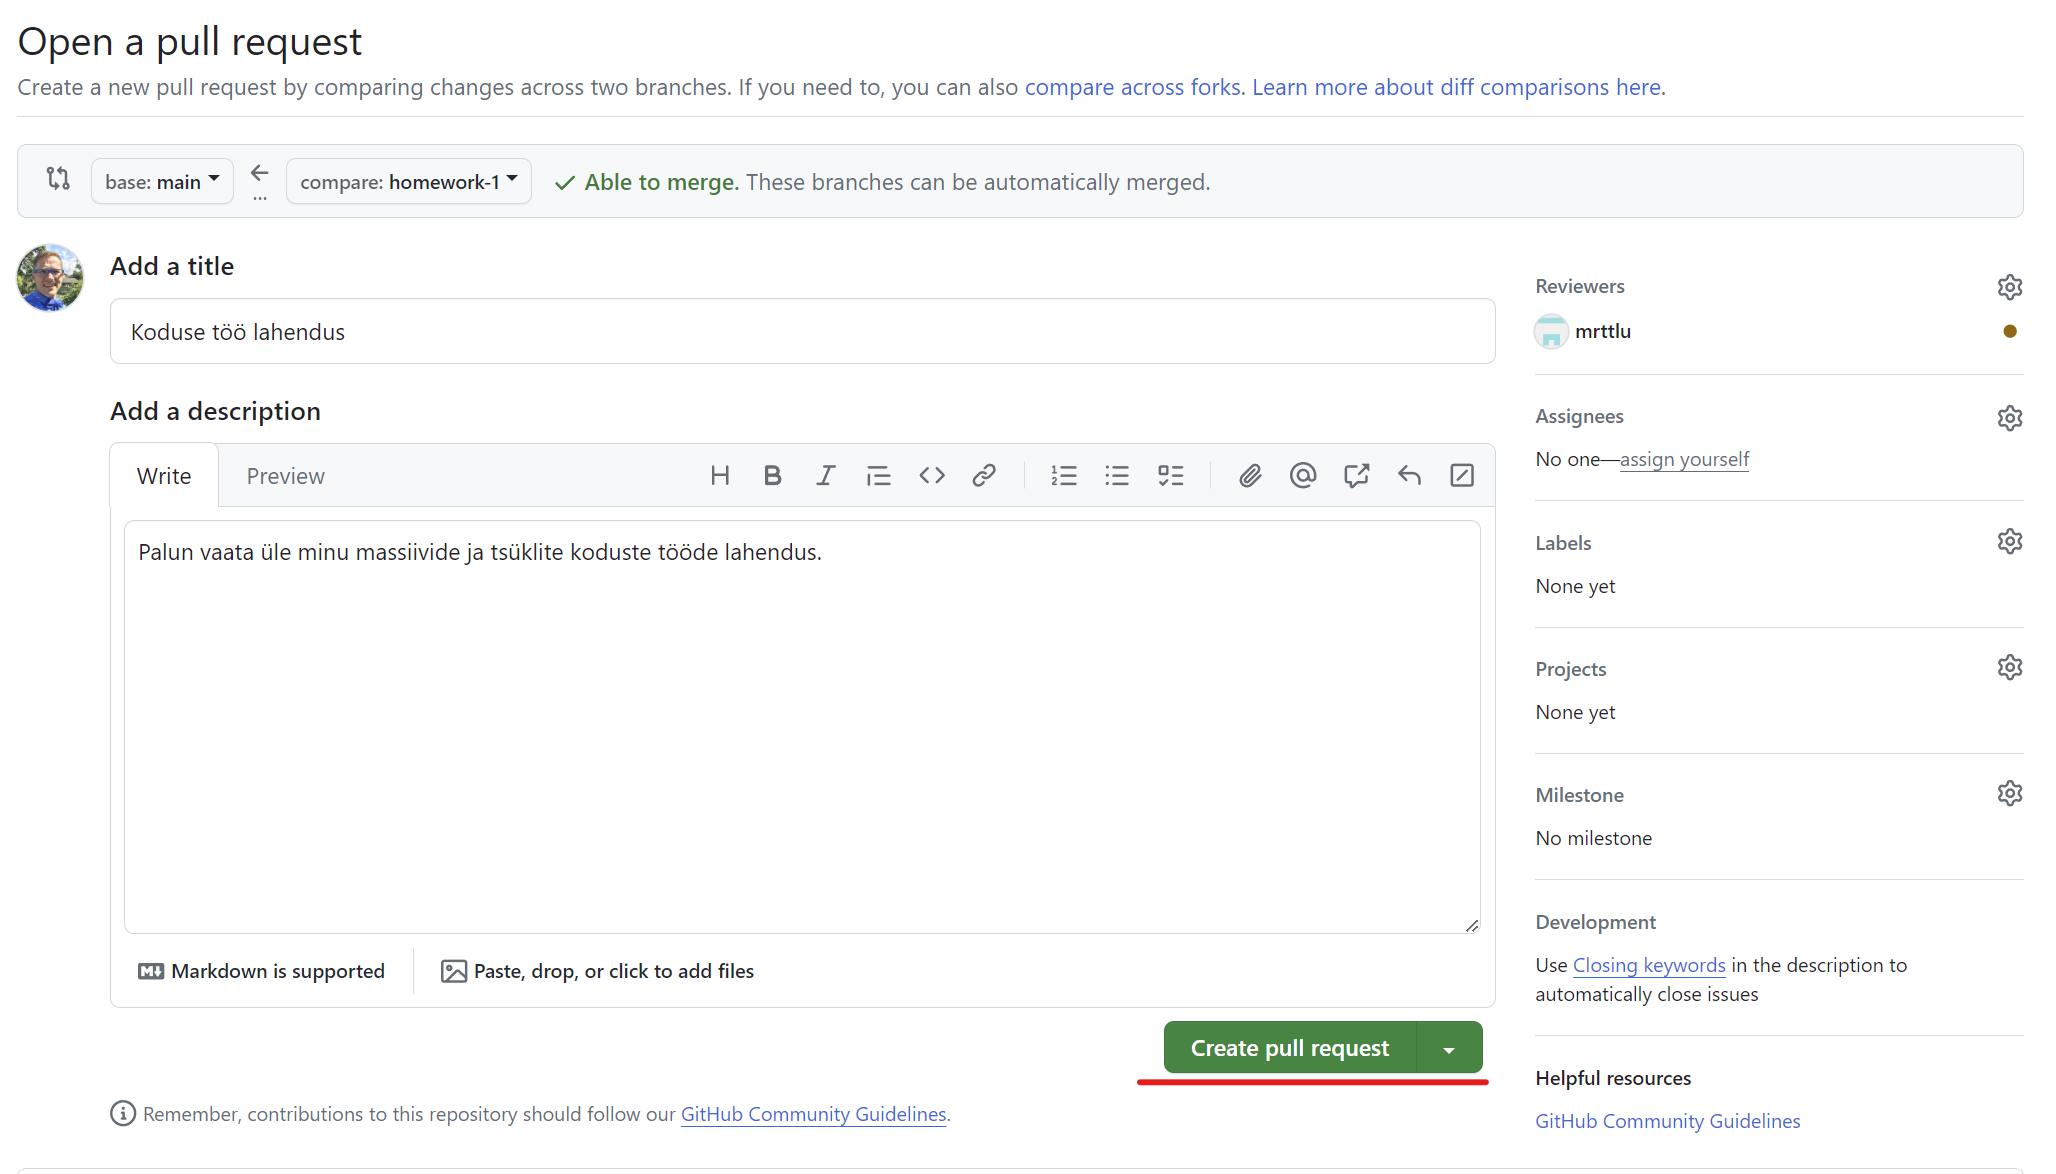 Open a pull request
Create a new pull request by comparing changes across two branches. If you need to, you can also compare across forks. Learn more about diff comparisons here.
base: main
...
compare: homework-1
Able to merge. These branches can be automatically merged.
Add a title
Koduse töö lahendus
Add a description
Write
Preview
Palun vaata üle minu massiivide ja tsüklite koduste tööde lahendus.
Markdown is supported
Paste, drop, or click to add files
Create pull request
Remember, contributions to this repository should follow our GitHub Community Guidelines.
Reviewers
mrttlu
Assignees
No one—assign yourself
Labels
None yet
Projects
None yet
Milestone
No milestone
Development
Use Closing keywords in the description to
automatically close issues
Helpful resources
GitHub Community Guidelines